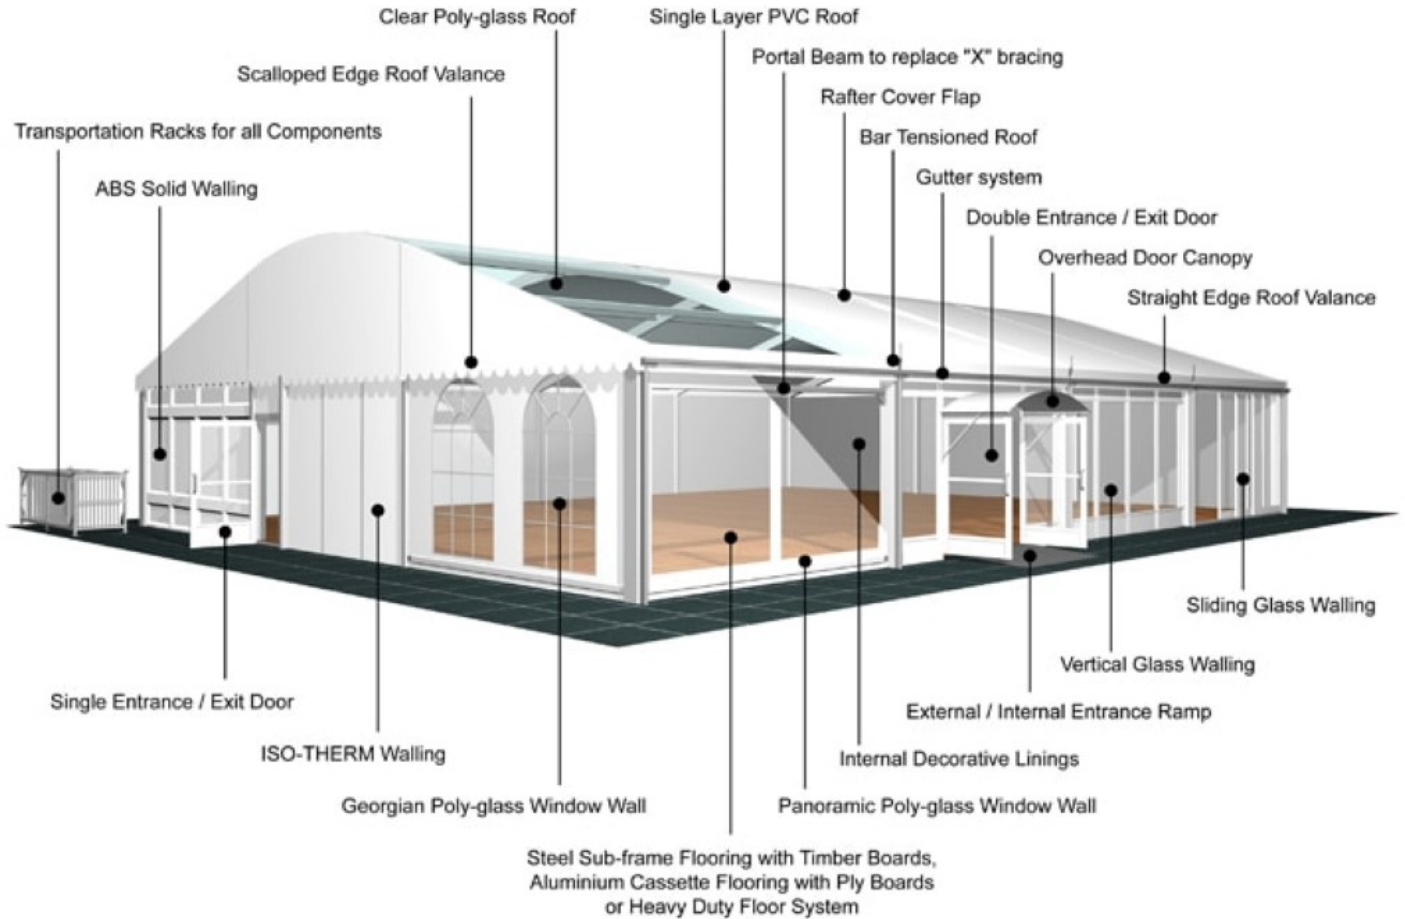 Clear Poly-glass Roof
Single Layer PVC Roof
Portal Beam to replace "X" bracing
Scalloped Edge Roof Valance
Rafter Cover Flap
Transportation Racks for all Components
Bar Tensioned Roof
ABS Solid Walling
Gutter system
Double Entrance / Exit Door
Overhead Door Canopy
Straight Edge Roof Valance
Sliding Glass Walling
Vertical Glass Walling
Single Entrance / Exit Door
External / Internal Entrance Ramp
ISO-THERM Walling
Internal Decorative Linings
Georgian Poly-glass Window Wall
Panoramic Poly-glass Window Wall
Steel Sub-frame Flooring with Timber Boards,
Aluminium Cassette Flooring with Ply Boards
or Heavy Duty Floor System